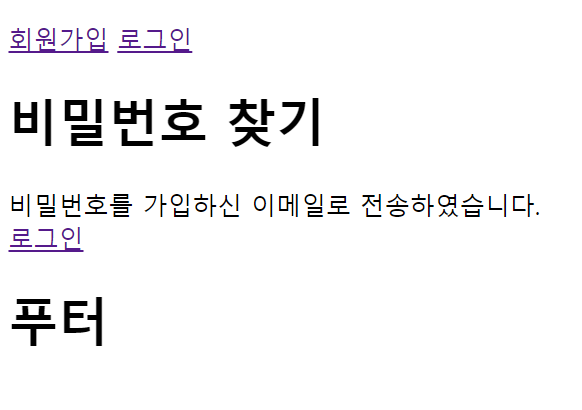 회원가입 로그인
비밀번호 찾기
비밀번호를 가입하신 이메일로 전송하였습니다.
로그인
푸터